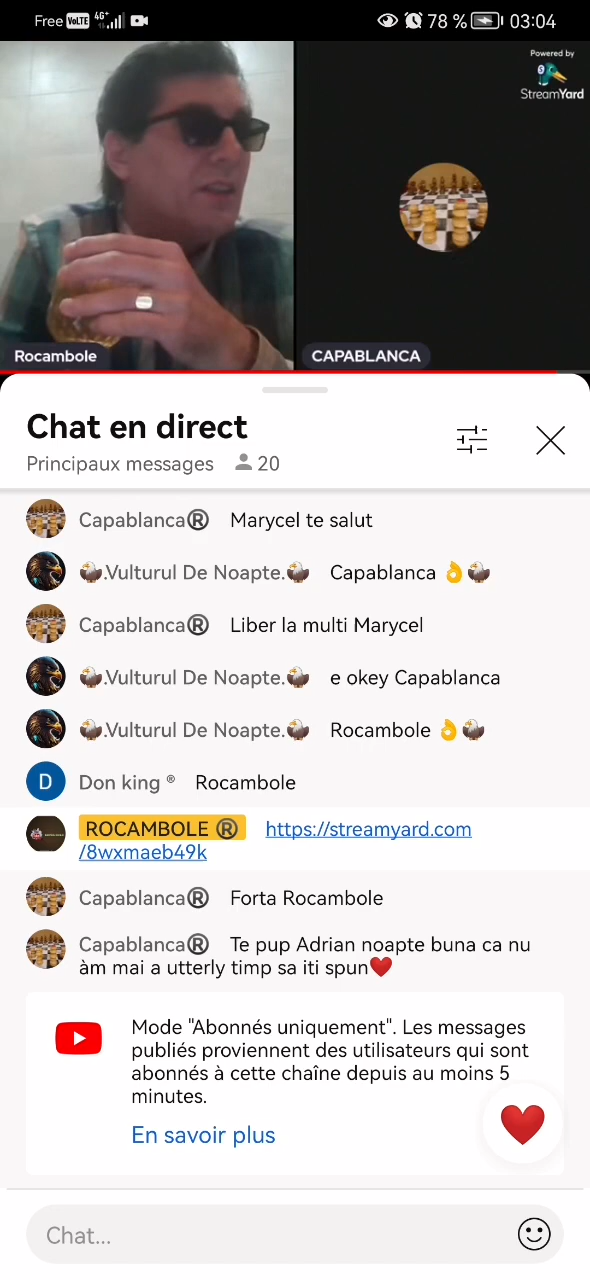 Free VoLTE 4G+ 78 % 03:04
Powered by
StreamYard
Rocambole
CAPABLANCA
Chat en direct
Principaux messages 20
Capablanca® Marycel te salut
🦅.Vulturul De Noapte.🦅 Capablanca 👌🦅
Capablanca® Liber la multi Marycel
🦅.Vulturul De Noapte.🦅 e okey Capablanca
🦅.Vulturul De Noapte.🦅 Rocambole 👌🦅
D Don king ® Rocambole
ROCAMBOLE ® https://streamyard.com
/8wxmaeb49k
Capablanca® Forta Rocambole
Capablanca® Te pup Adrian noapte buna ca nu
àm mai a utterly timp sa iti spun❤️
Mode "Abonnés uniquement". Les messages
publiés proviennent des utilisateurs qui sont
abonnés à cette chaîne depuis au moins 5
minutes.
En savoir plus
Chat...